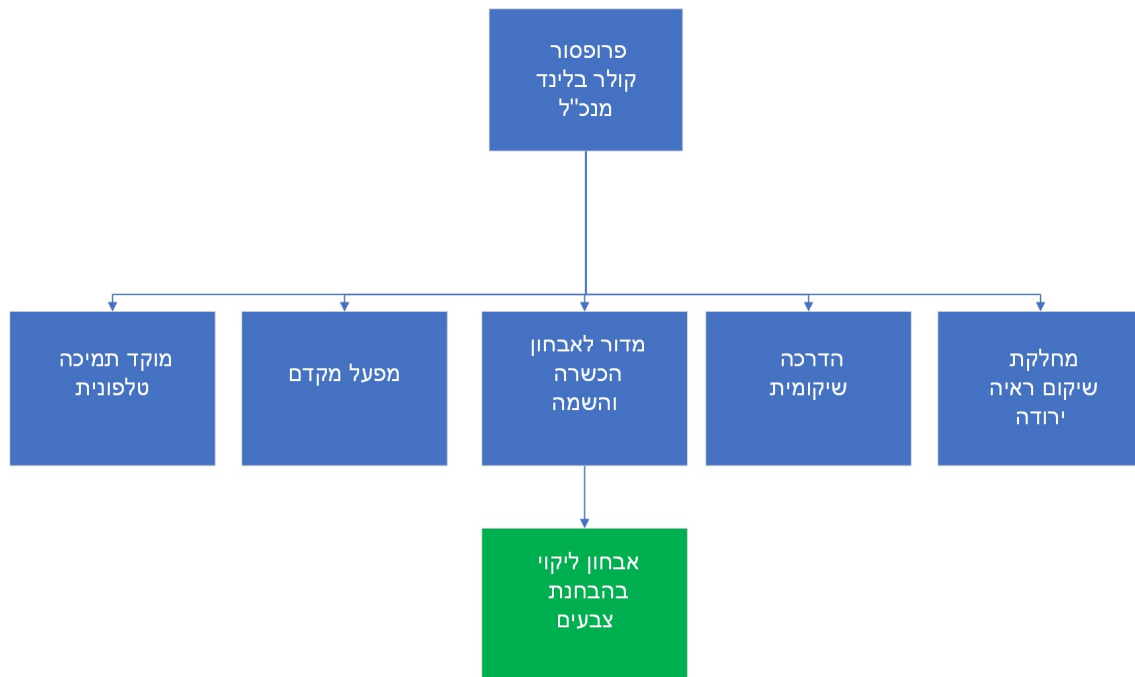 פרופסור
קולר בלינד
מנכ"ל
מחלקת
שיקום ראיה
ירודה
הדרכה
שיקומית
מדור לאבחון
הכשרה
והשמה
מפעל מקדם
מוקד תמיכה
טלפונית
אבחון ליקוי
בהבחנת
צבעים